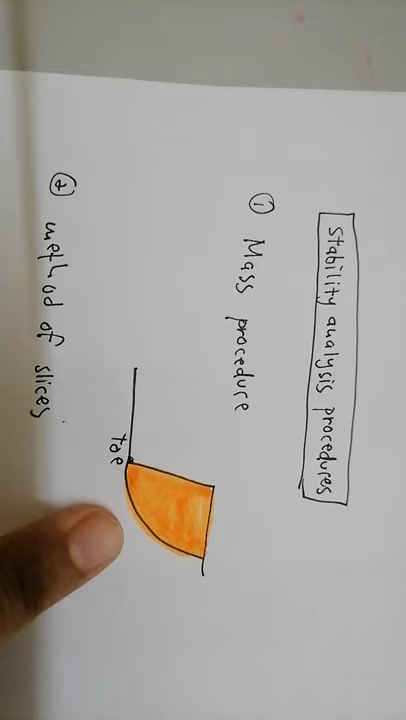 Stability analysis procedures
① Mass procedure
toe
② method of slices